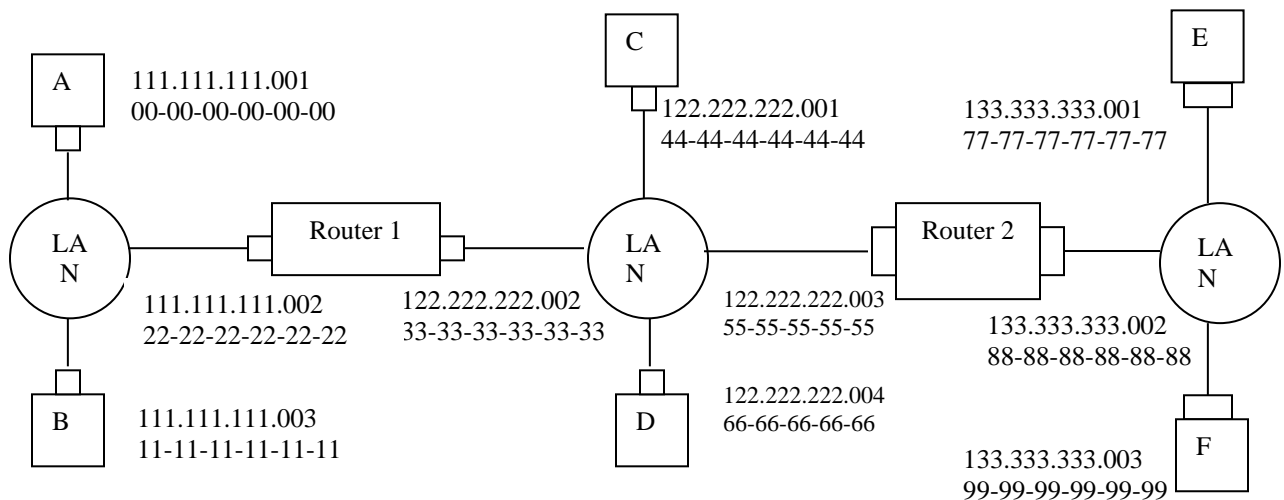 A
111.111.111.001
00-00-00-00-00-00
C
122.222.222.001
44-44-44-44-44-44
E
133.333.333.001
77-77-77-77-77-77
LA
N
Router 1
LA
N
Router 2
LA
N
111.111.111.002
22-22-22-22-22-22
122.222.222.002
33-33-33-33-33-33
122.222.222.003
55-55-55-55-55
133.333.333.002
88-88-88-88-88-88
B
111.111.111.003
11-11-11-11-11-11
D
122.222.222.004
66-66-66-66-66
F
133.333.333.003
99-99-99-99-99-99